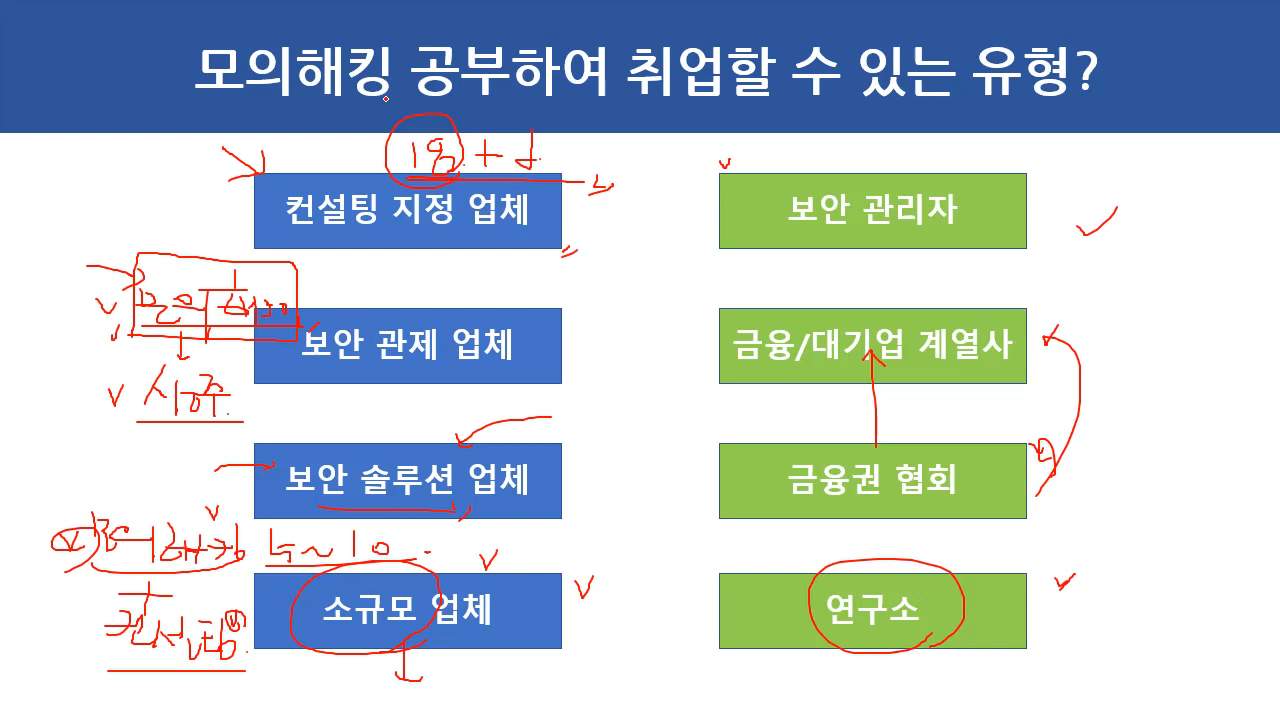 모의해킹 공부하여 취업할 수 있는 유형?
컨설팅 지정 업체
보안 관제 업체
보안 솔루션 업체
5~10
소규모 업체
보안 관리자
금융/대기업 계열사
금융권 협회
연구소